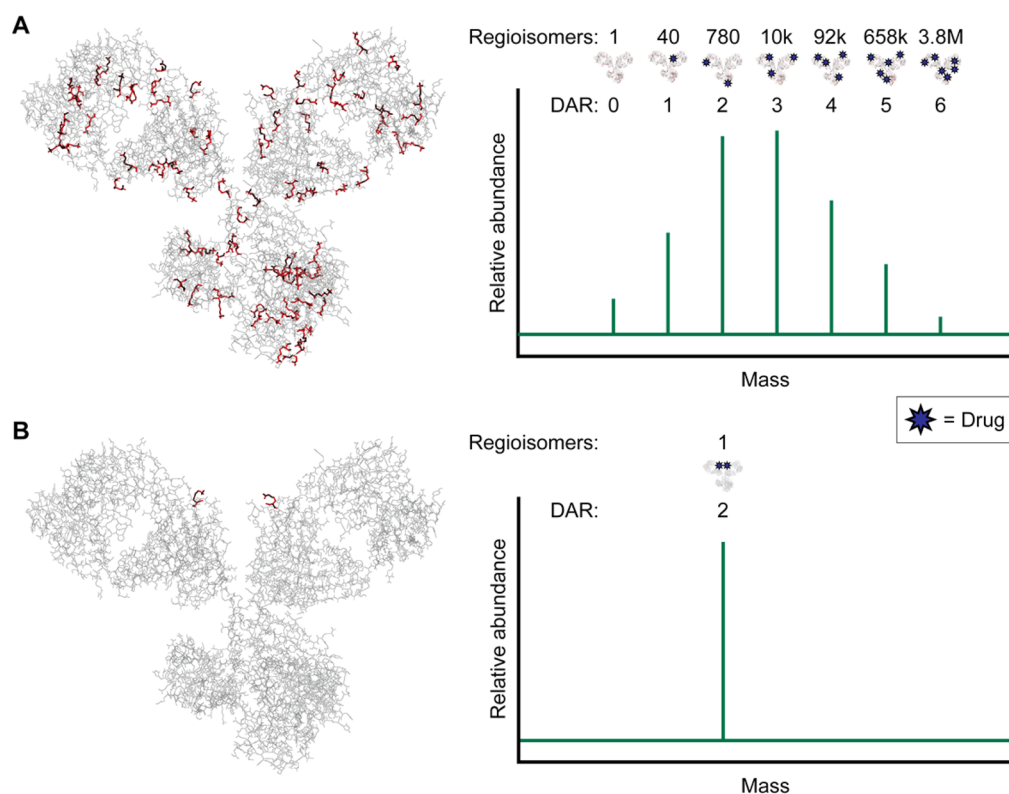 A
Regioisomers: 1 40 780 10k 92k 658k 3.8M
DAR: 0 1 2 3 4 5 6
Relative abundance
Mass
= Drug
B
Regioisomers: 1
DAR: 2
Relative abundance
Mass